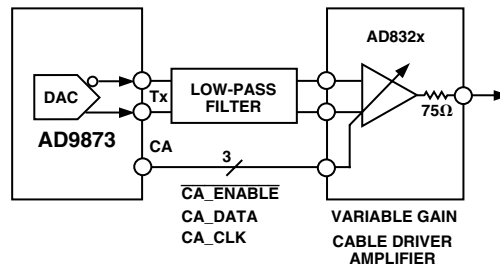 AD832x
DAC
Tx
LOW-PASS
FILTER
75Ω
AD9873
CA
3
CA_ENABLE
CA_DATA
CA_CLK
VARIABLE GAIN
CABLE DRIVER
AMPLIFIER